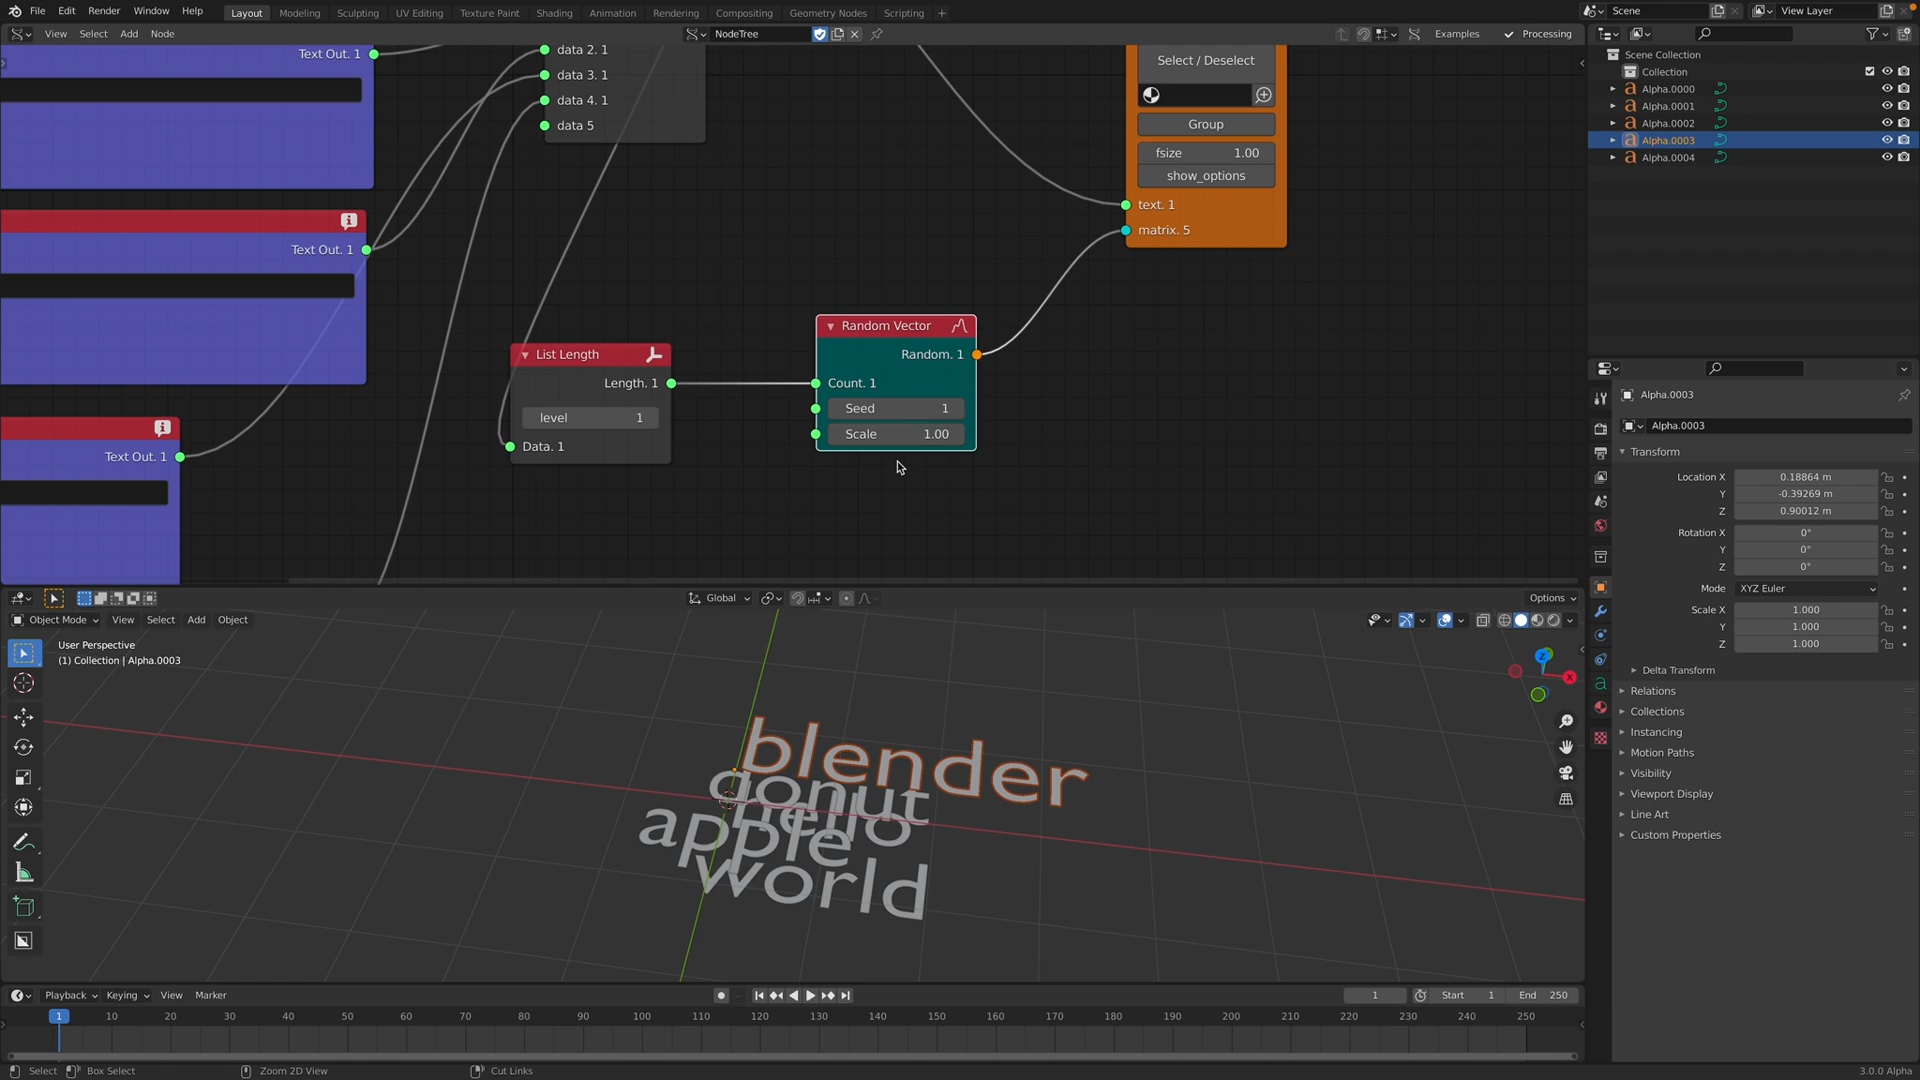 File Edit Render Window Help Layout Modeling Sculpting UV Editing Texture Paint Shading Animation Rendering Compositing Geometry Nodes Scripting + Scene View Layer
View Select Add Node NodeTree Examples Processing
Scene Collection
Collection
Alpha.0000
Alpha.0001
Alpha.0002
Alpha.0003
Alpha.0004
Text Out. 1
data 2. 1
data 3. 1
data 4. 1
data 5
Select / Deselect
Group
fsize 1.00
show_options
text. 1
matrix. 5
Text Out. 1
Text Out. 1
List Length
Length. 1
level 1
Data. 1
Random Vector
Random. 1
Count. 1
Seed 1
Scale 1.00
Alpha.0003
Alpha.0003
Transform
Location X 0.18864 m
Y -0.39269 m
Z 0.90012 m
Rotation X 0°
Y 0°
Z 0°
Mode XYZ Euler
Scale X 1.000
Y 1.000
Z 1.000
Delta Transform
Relations
Collections
Instancing
Motion Paths
Visibility
Viewport Display
Line Art
Custom Properties
Global Options
Object Mode View Select Add Object
User Perspective
(1) Collection | Alpha.0003
Z
X
blender
donut
hello
apple
world
Playback Keying View Marker 1 Start 1 End 250
1 10 20 30 40 50 60 70 80 90 100 110 120 130 140 150 160 170 180 190 200 210 220 230 240 250
Select Box Select Zoom 2D View Cut Links 3.0.0 Alpha